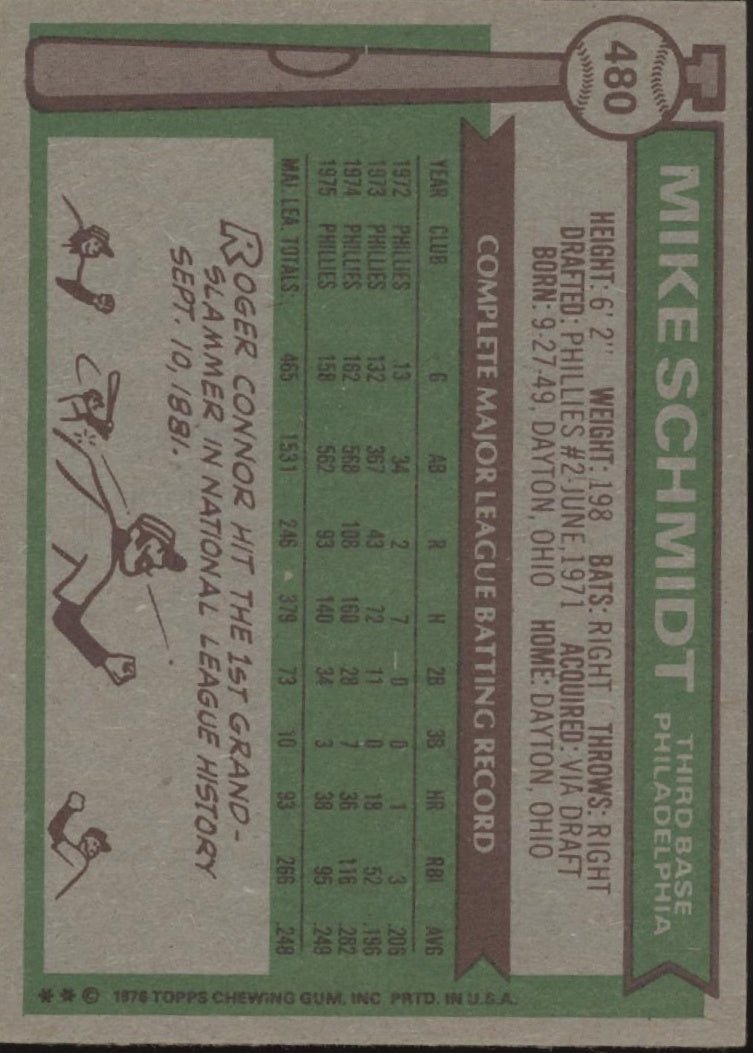 480
MIKE SCHMIDT
THIRD BASE
PHILADELPHIA
HEIGHT: 6' 2" WEIGHT: 198 BATS: RIGHT THROWS: RIGHT
DRAFTED: PHILLIES #2-JUNE, 1971 ACQUIRED: VIA DRAFT
BORN: 9-27-49, DAYTON, OHIO HOME: DAYTON, OHIO
COMPLETE MAJOR LEAGUE BATTING RECORD
YEAR CLUB G AB R H 2B 3B HR RBI AVG
1972 PHILLIES 13 34 2 7 0 0 1 3 .206
1973 PHILLIES 132 367 43 72 11 0 18 52 .196
1974 PHILLIES 162 568 108 160 28 7 36 116 .282
1975 PHILLIES 158 562 93 140 34 3 38 95 .249
MAJ. LEA. TOTALS 465 1531 246 379 73 10 93 266 .248
ROGER CONNOR HIT THE 1ST GRAND-
SLAMMER IN NATIONAL LEAGUE HISTORY
SEPT. 10, 1881.
** © 1976 TOPPS CHEWING GUM, INC PRTD. IN U.S.A.